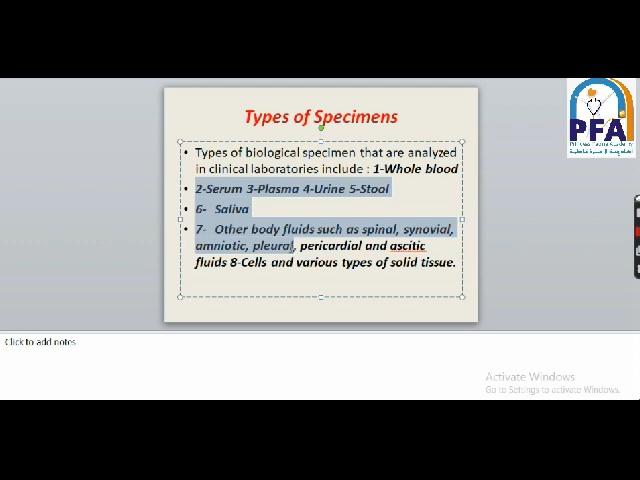 Types of Specimens
PFA
Princess Fatma Academy
• Types of biological specimen that are analyzed
in clinical laboratories include : 1-Whole blood
• 2-Serum 3-Plasma 4-Urine 5-Stool
• 6- Saliva
• 7- Other body fluids such as spinal, synovial,
amniotic, pleural, pericardial and ascitic
fluids 8-Cells and various types of solid tissue.
Click to add notes
Activate Windows
Go to Settings to activate Windows.